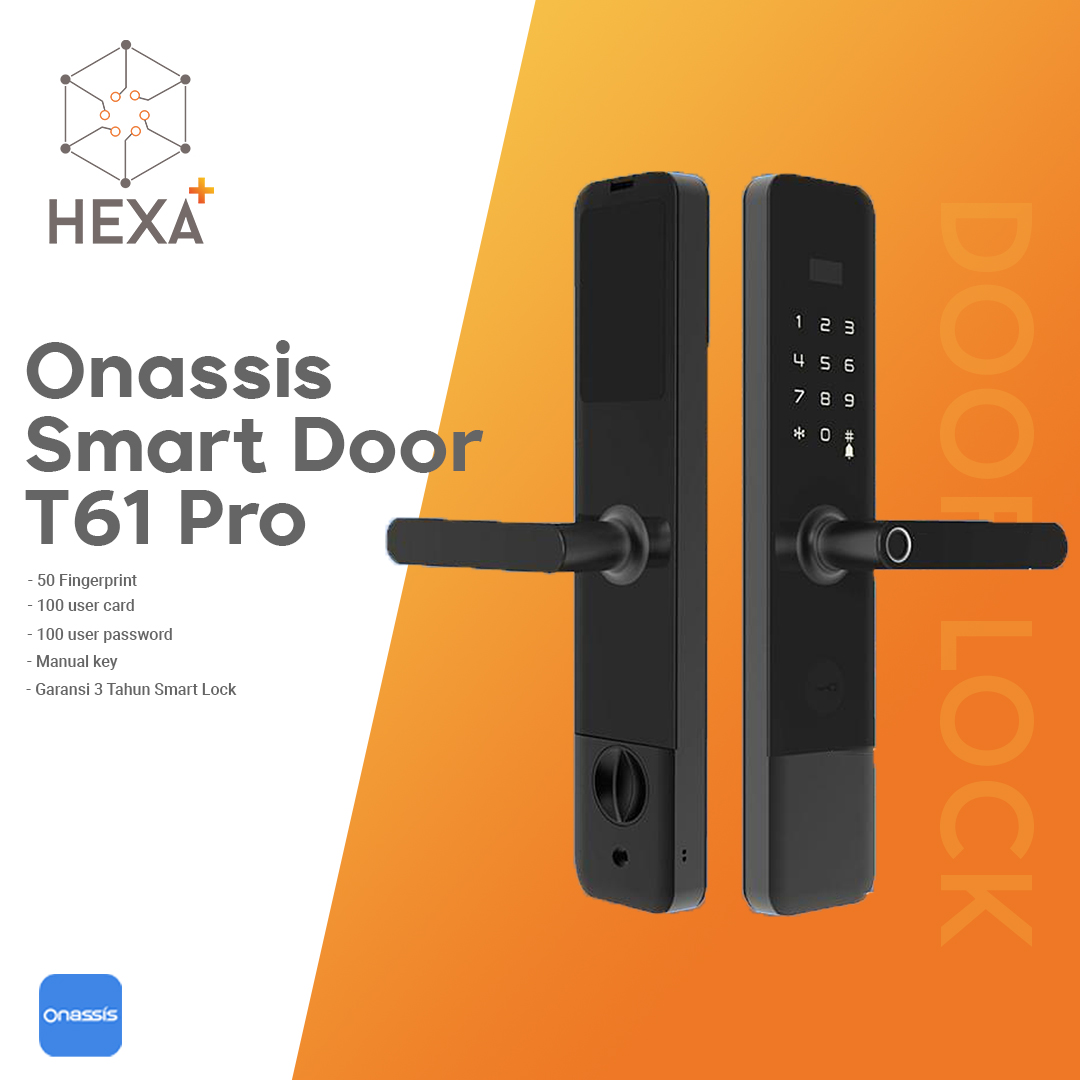 HEXA+
Onassis
Smart Door
T61 Pro
- 50 Fingerprint
- 100 user card
- 100 user password
- Manual key
- Garansi 3 Tahun Smart Lock
1 2 3
4 5 6
7 8 9
* 0 #
DOOR LOCK
Onassis